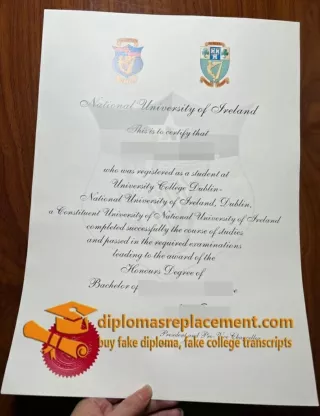 National University of Ireland
This is to certify that
who was registered as a student at
University College Dublin-
National University of Ireland, Dublin,
a Constituent University of National University of Ireland
completed successfully the course of studies
and passed in the required examinations
leading to the award of the
Honours Degree of
Bachelor of
diplomasreplacement.com
buy fake diploma, fake college transcripts